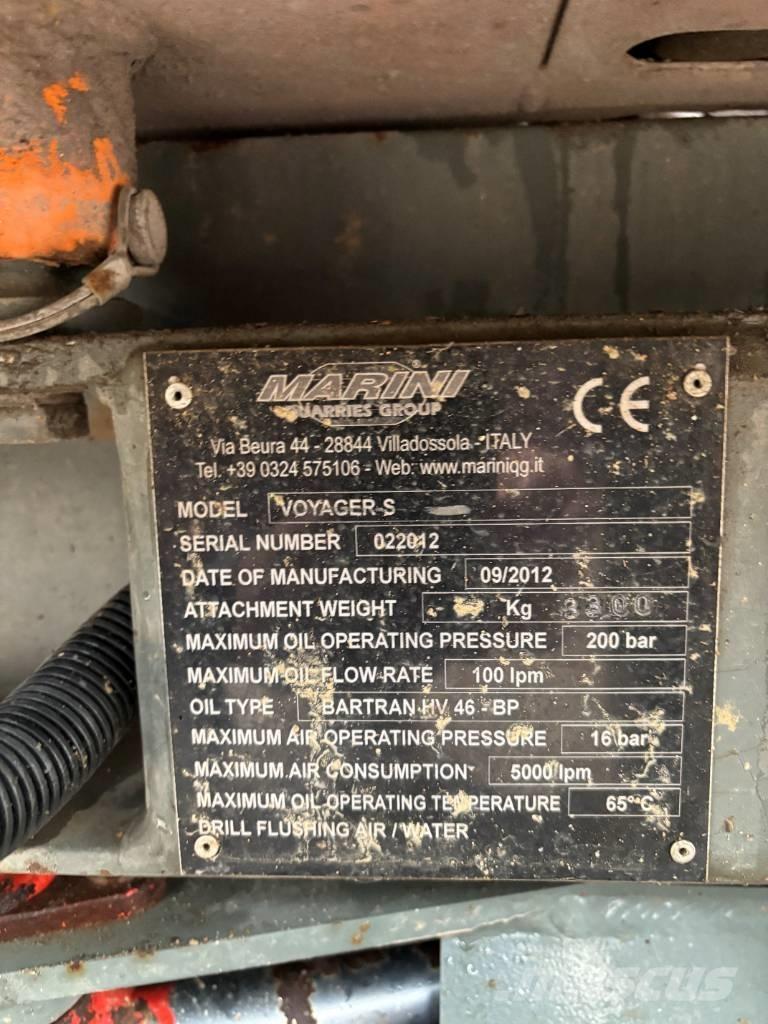 MARINI
QUARRIES GROUP
CE
Via Beura 44 - 28844 Villadossola - ITALY
Tel. +39 0324 575106 - Web: www.mariniqg.it
MODEL VOYAGER S
SERIAL NUMBER 022012
DATE OF MANUFACTURING 09/2012
ATTACHMENT WEIGHT Kg 3300
MAXIMUM OIL OPERATING PRESSURE 200 bar
MAXIMUM OIL FLOW RATE 100 lpm
OIL TYPE BARTRAN HV 46 - BP
MAXIMUM AIR OPERATING PRESSURE 16 bar
MAXIMUM AIR CONSUMPTION 5000 lpm
MAXIMUM OIL OPERATING TEMPERATURE 65°C
DRILL FLUSHING AIR / WATER